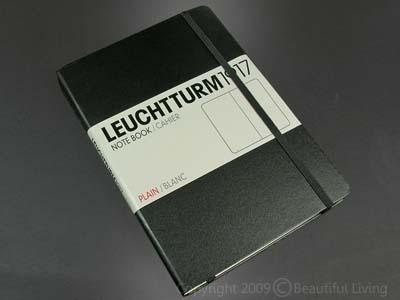 LEUCHTTURM1917
NOTE BOOK / CAHIER
PLAIN / BLANC
Copyright 2009 © Beautiful Living